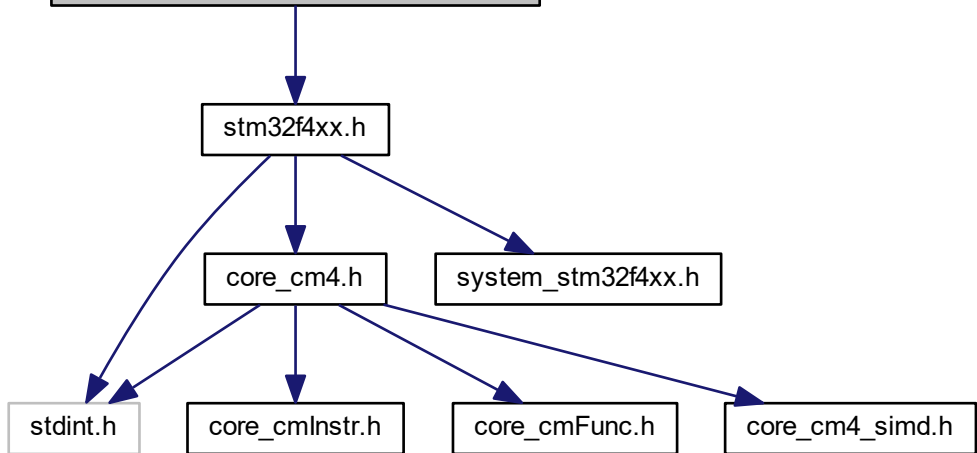 stm32f4xx.h
core_cm4.h
system_stm32f4xx.h
stdint.h
core_cmInstr.h
core_cmFunc.h
core_cm4_simd.h